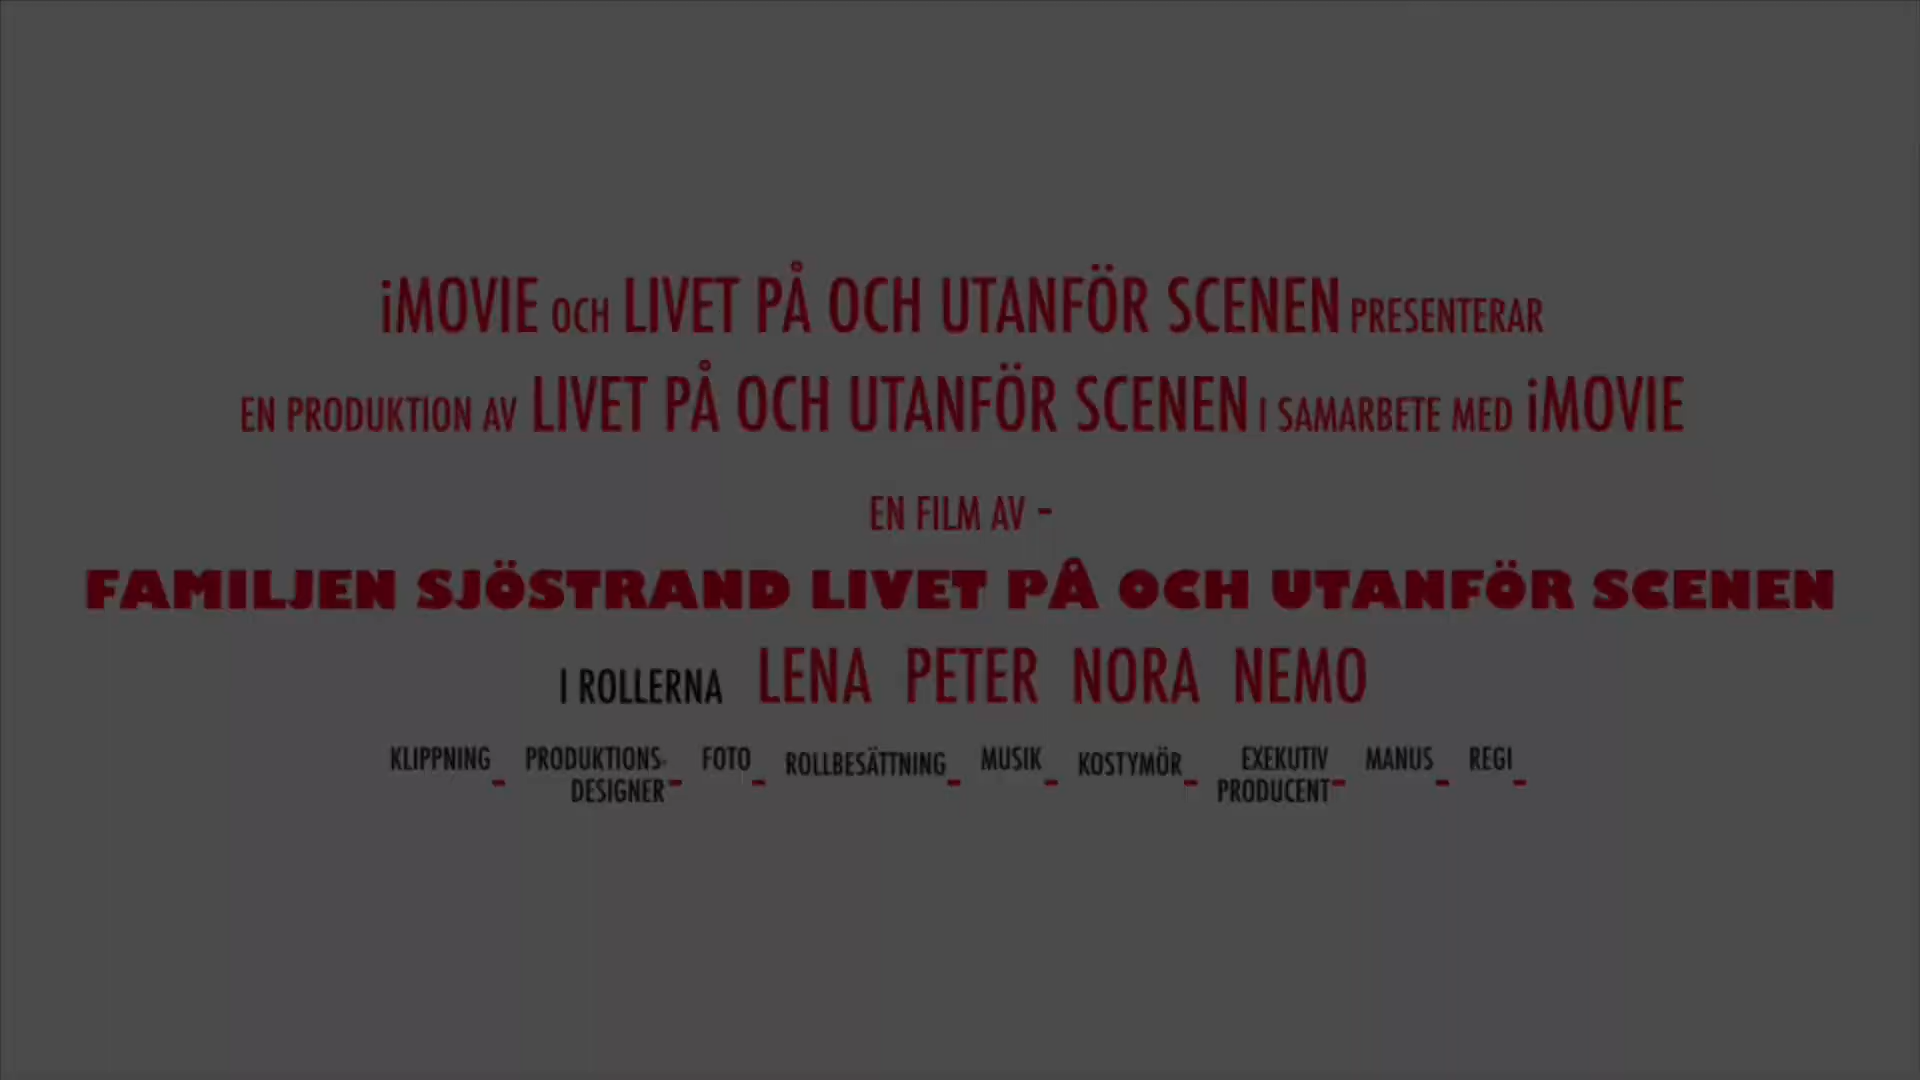 iMOVIE OCH LIVET PÅ OCH UTANFÖR SCENEN PRESENTERAR
EN PRODUKTION AV LIVET PÅ OCH UTANFÖR SCENEN I SAMARBETE MED iMOVIE
EN FILM AV -
FAMILJEN SJÖSTRAND LIVET PÅ OCH UTANFÖR SCENEN
I ROLLERNA LENA PETER NORA NEMO
KLIPPNING - PRODUKTIONS- DESIGNER - FOTO - ROLLBESÄTTNING - MUSIK - KOSTYMÖR - EXEKUTIV PRODUCENT - MANUS - REGI -